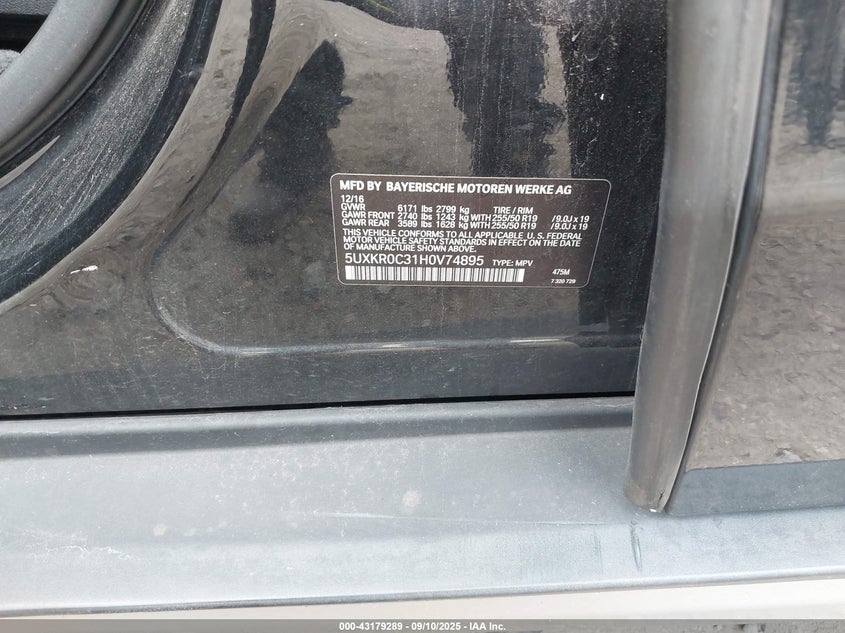 MFD BY BAYERISCHE MOTOREN WERKE AG
12/16
GVWR 6171 lbs 2799 kg TIRE / RIM
GAWR FRONT 2740 lbs 1243 kg WITH 255/50 R19 / 9.0J x 19
GAWR REAR 3589 lbs 1628 kg WITH 255/50 R19 / 9.0J x 19
THIS VEHICLE CONFORMS TO ALL APPLICABLE U. S. FEDERAL
MOTOR VEHICLE SAFETY STANDARDS IN EFFECT ON THE DATE OF
MANUFACTURE SHOWN ABOVE.
5UXKR0C31H0V74895 TYPE: MPV
475M
7 320 729
000-43179289 - 09/10/2025 - IAA Inc.